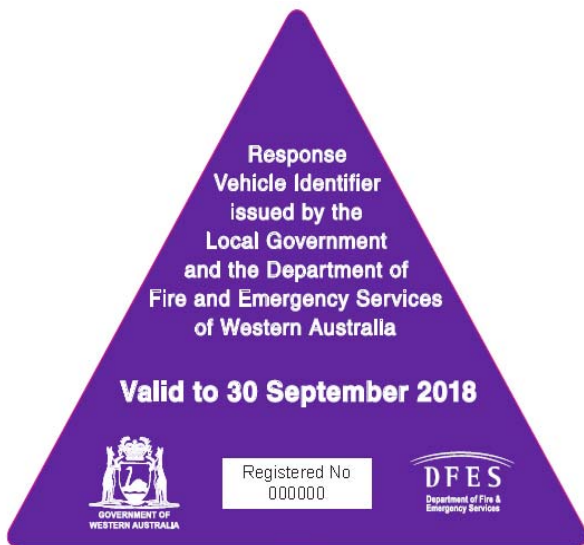 Response
Vehicle Identifier
issued by the
Local Government
and the Department of
Fire and Emergency Services
of Western Australia
Valid to 30 September 2018
GOVERNMENT OF
WESTERN AUSTRALIA
Registered No
000000
DFES
Department of Fire &
Emergency Services